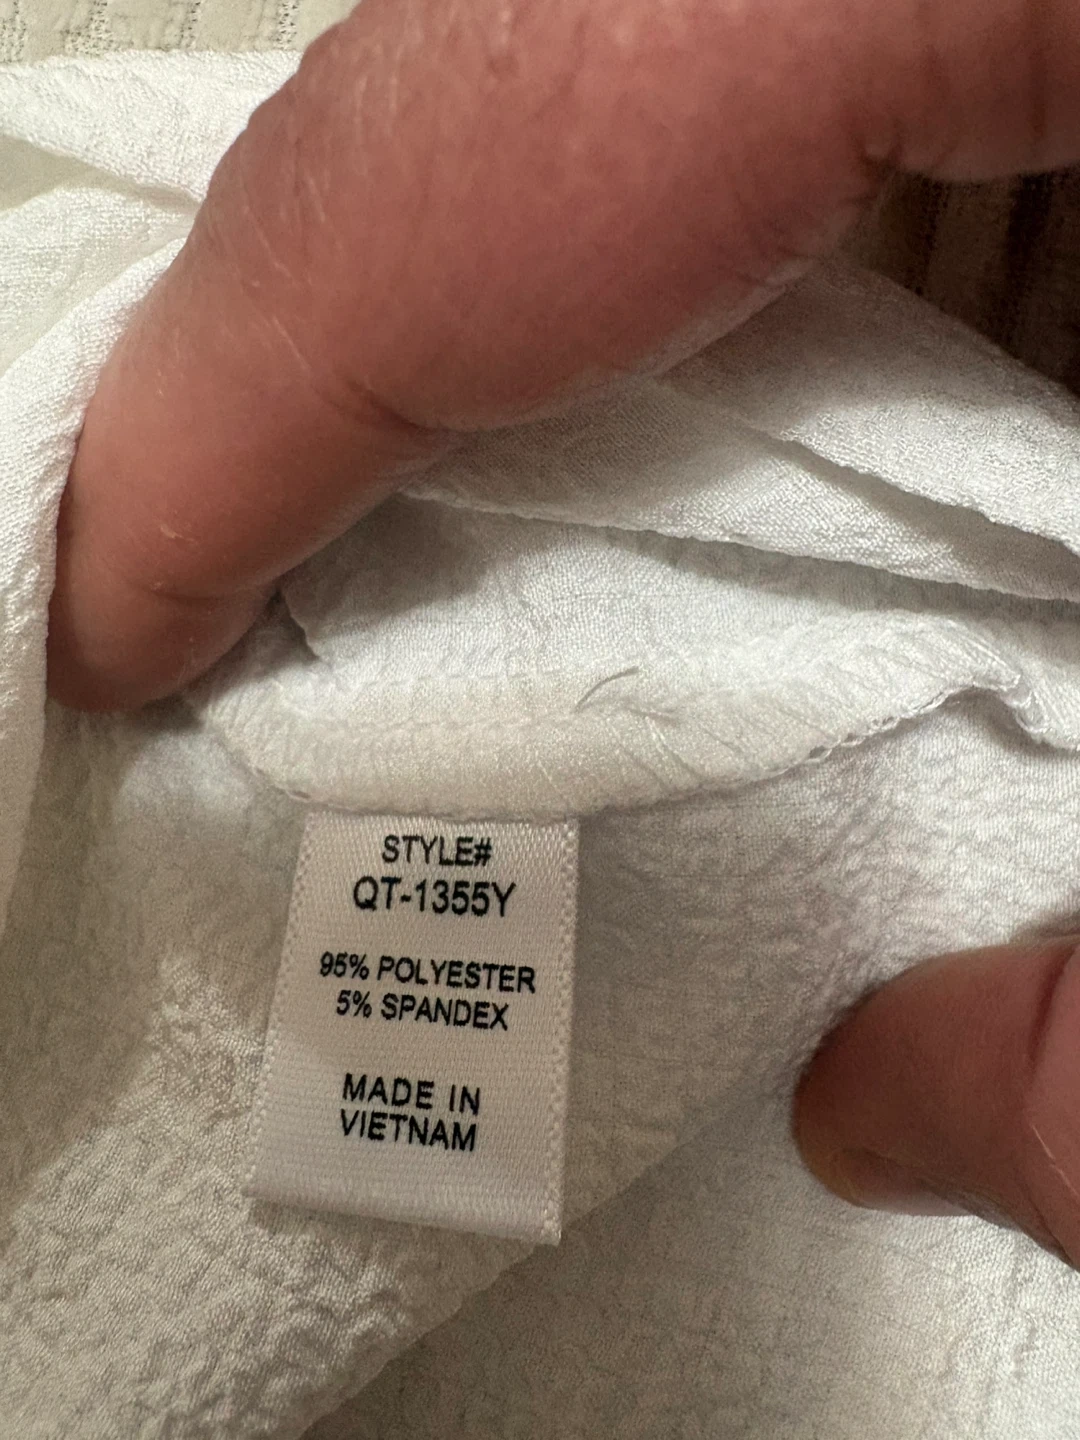 STYLE#
QT-1355Y
95% POLYESTER
5% SPANDEX
MADE IN
VIETNAM